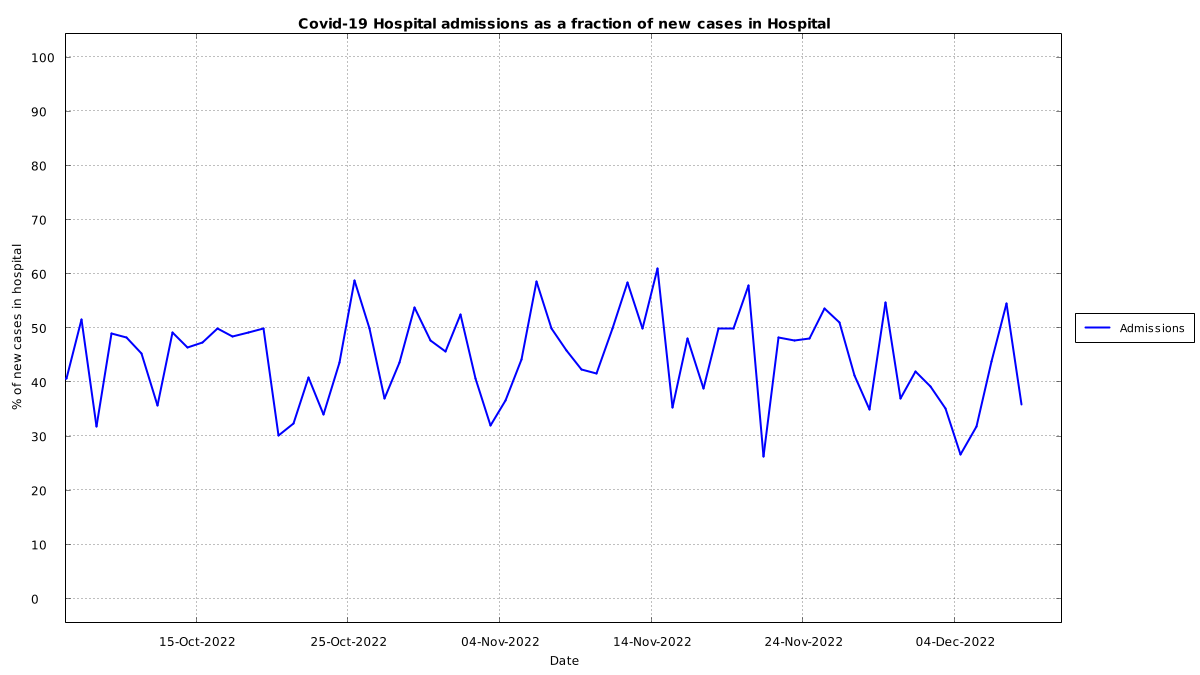 Covid-19 Hospital admissions as a fraction of new cases in Hospital
100
90
80
70
60
50
40
30
20
10
0
% of new cases in hospital
Admissions
15-Oct-2022 25-Oct-2022 04-Nov-2022 14-Nov-2022 24-Nov-2022 04-Dec-2022
Date